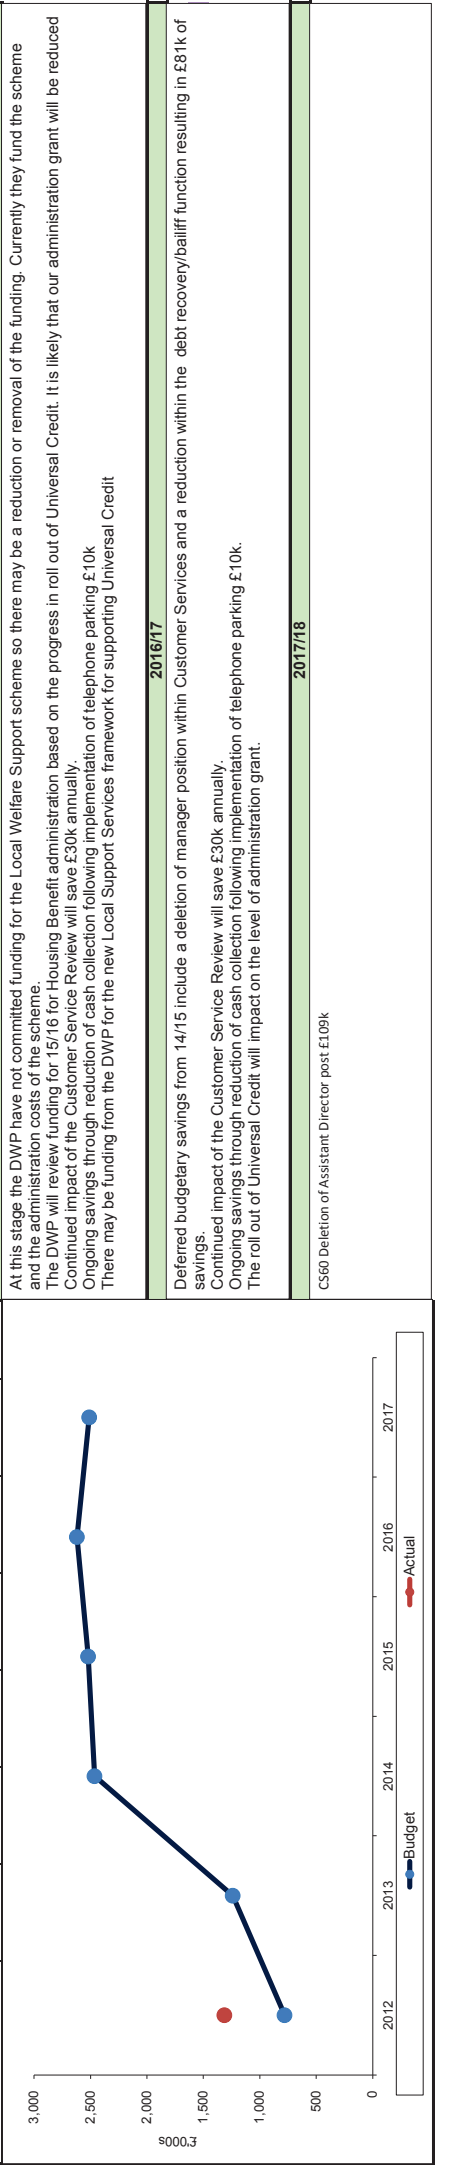 At this stage the DWP have not committed funding for the Local Welfare Support scheme so there may be a reduction or removal of the funding. Currently they fund the scheme
and the administration costs of the scheme.
The DWP will review funding for 15/16 for Housing Benefit administration based on the progress in roll out of Universal Credit. It is likely that our administration grant will be reduced
Continued impact of the Customer Service Review will save £30k annually.
Ongoing savings through reduction of cash collection following implementation of telephone parking £10k
There may be funding from the DWP for the new Local Support Services framework for supporting Universal Credit
2016/17
Deferred budgetary savings from 14/15 include a deletion of manager position within Customer Services and a reduction within the debt recovery/bailiff function resulting in £81k of
savings.
Continued impact of the Customer Service Review will save £30k annually.
Ongoing savings through reduction of cash collection following implementation of telephone parking £10k.
The roll out of Universal Credit will impact on the level of administration grant.
2017/18
CS60 Deletion of Assistant Director post £109k
3,000
2,500
2,000
1,500
1,000
500
0
£'000s
2012 2013 2014 2015 2016 2017
Budget Actual